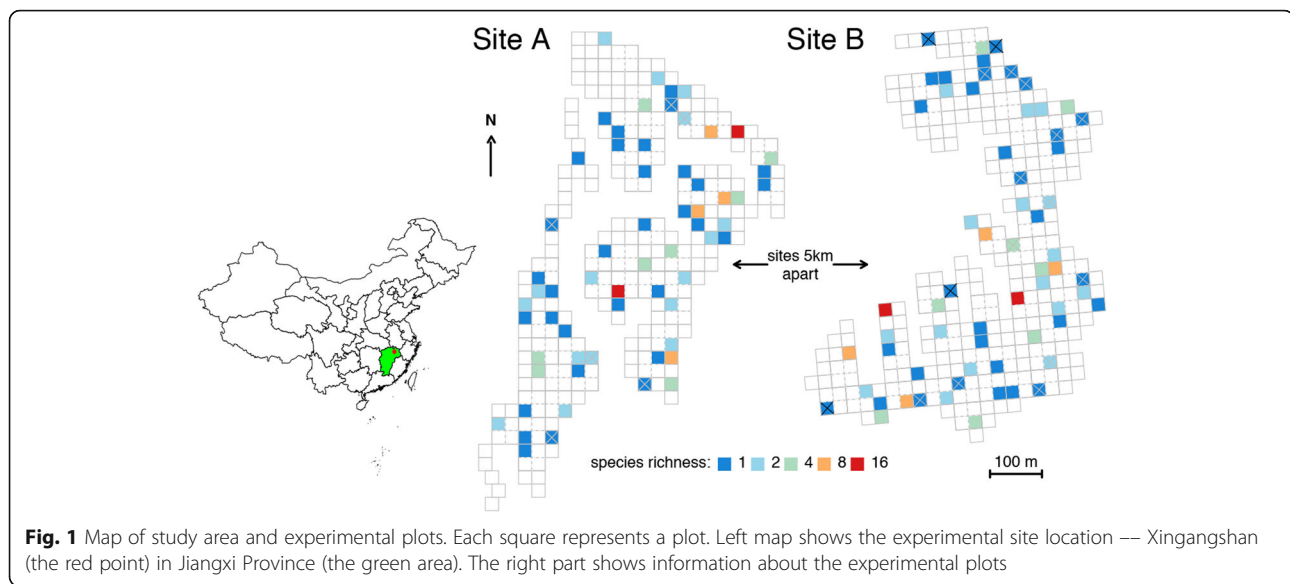 Site A
Site B
N
sites 5km
apart
species richness: 1 2 4 8 16
100 m
Fig. 1 Map of study area and experimental plots. Each square represents a plot. Left map shows the experimental site location –– Xingangshan
(the red point) in Jiangxi Province (the green area). The right part shows information about the experimental plots